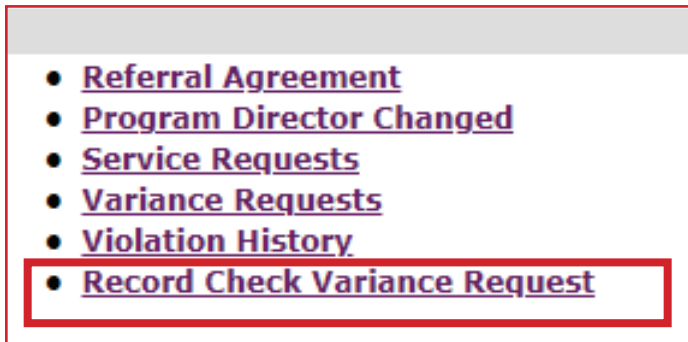 Referral Agreement
Program Director Changed
Service Requests
Variance Requests
Violation History
Record Check Variance Request